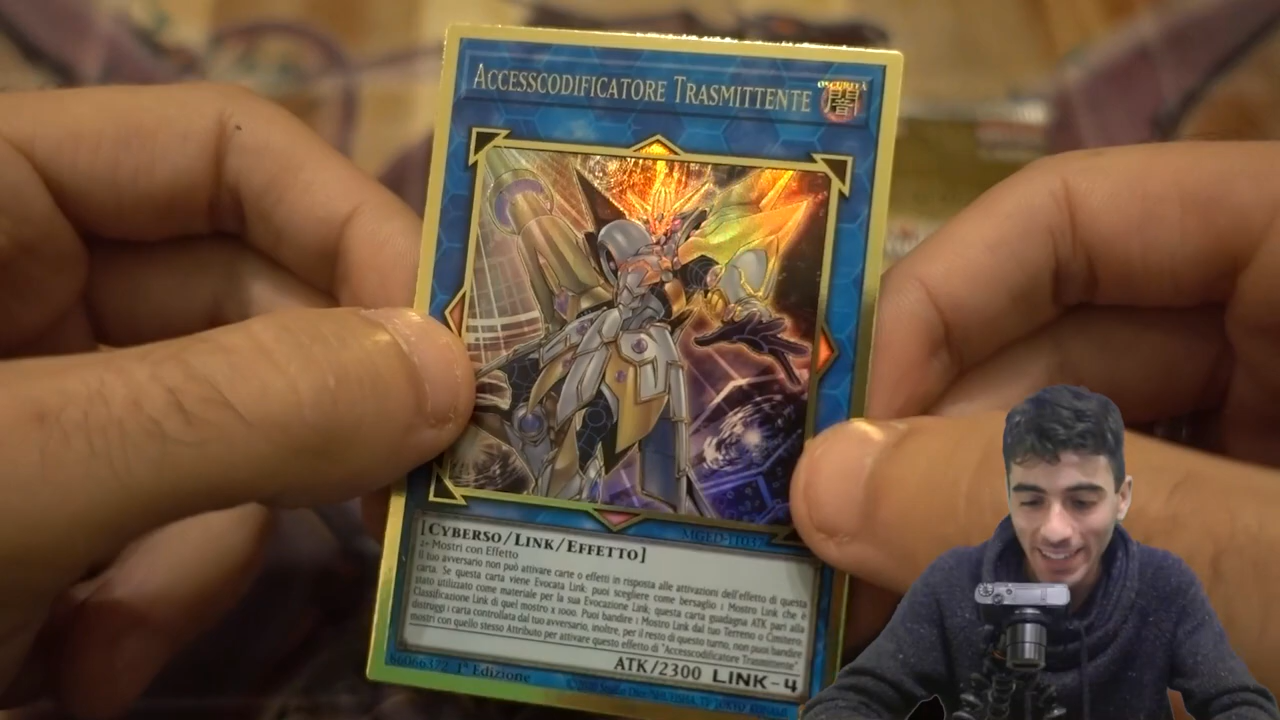 ACCESSCODIFICATORE TRASMITTENTE
OSCURITÀ
闇
MGED-IT037
[CYBERSO/LINK/EFFETTO]
2+ Mostri con Effetto
Il tuo avversario non può attivare carte o effetti in risposta alle attivazioni dell'effetto di questa
carta. Se questa carta viene Evocata Link: puoi scegliere come bersaglio 1 Mostro Link che è
stato utilizzato come materiale per la sua Evocazione Link; questa carta guadagna ATK pari alla
Classificazione Link di quel mostro x 1000. Puoi bandire 1 Mostro Link dal tuo Terreno o Cimitero;
distruggi 1 carta controllata dal tuo avversario, inoltre, per il resto di questo turno, non puoi bandire
mostri con quello stesso Attributo per attivare questo effetto di "Accesscodificatore Trasmittente".
ATK/2300 LINK-4
1ª Edizione